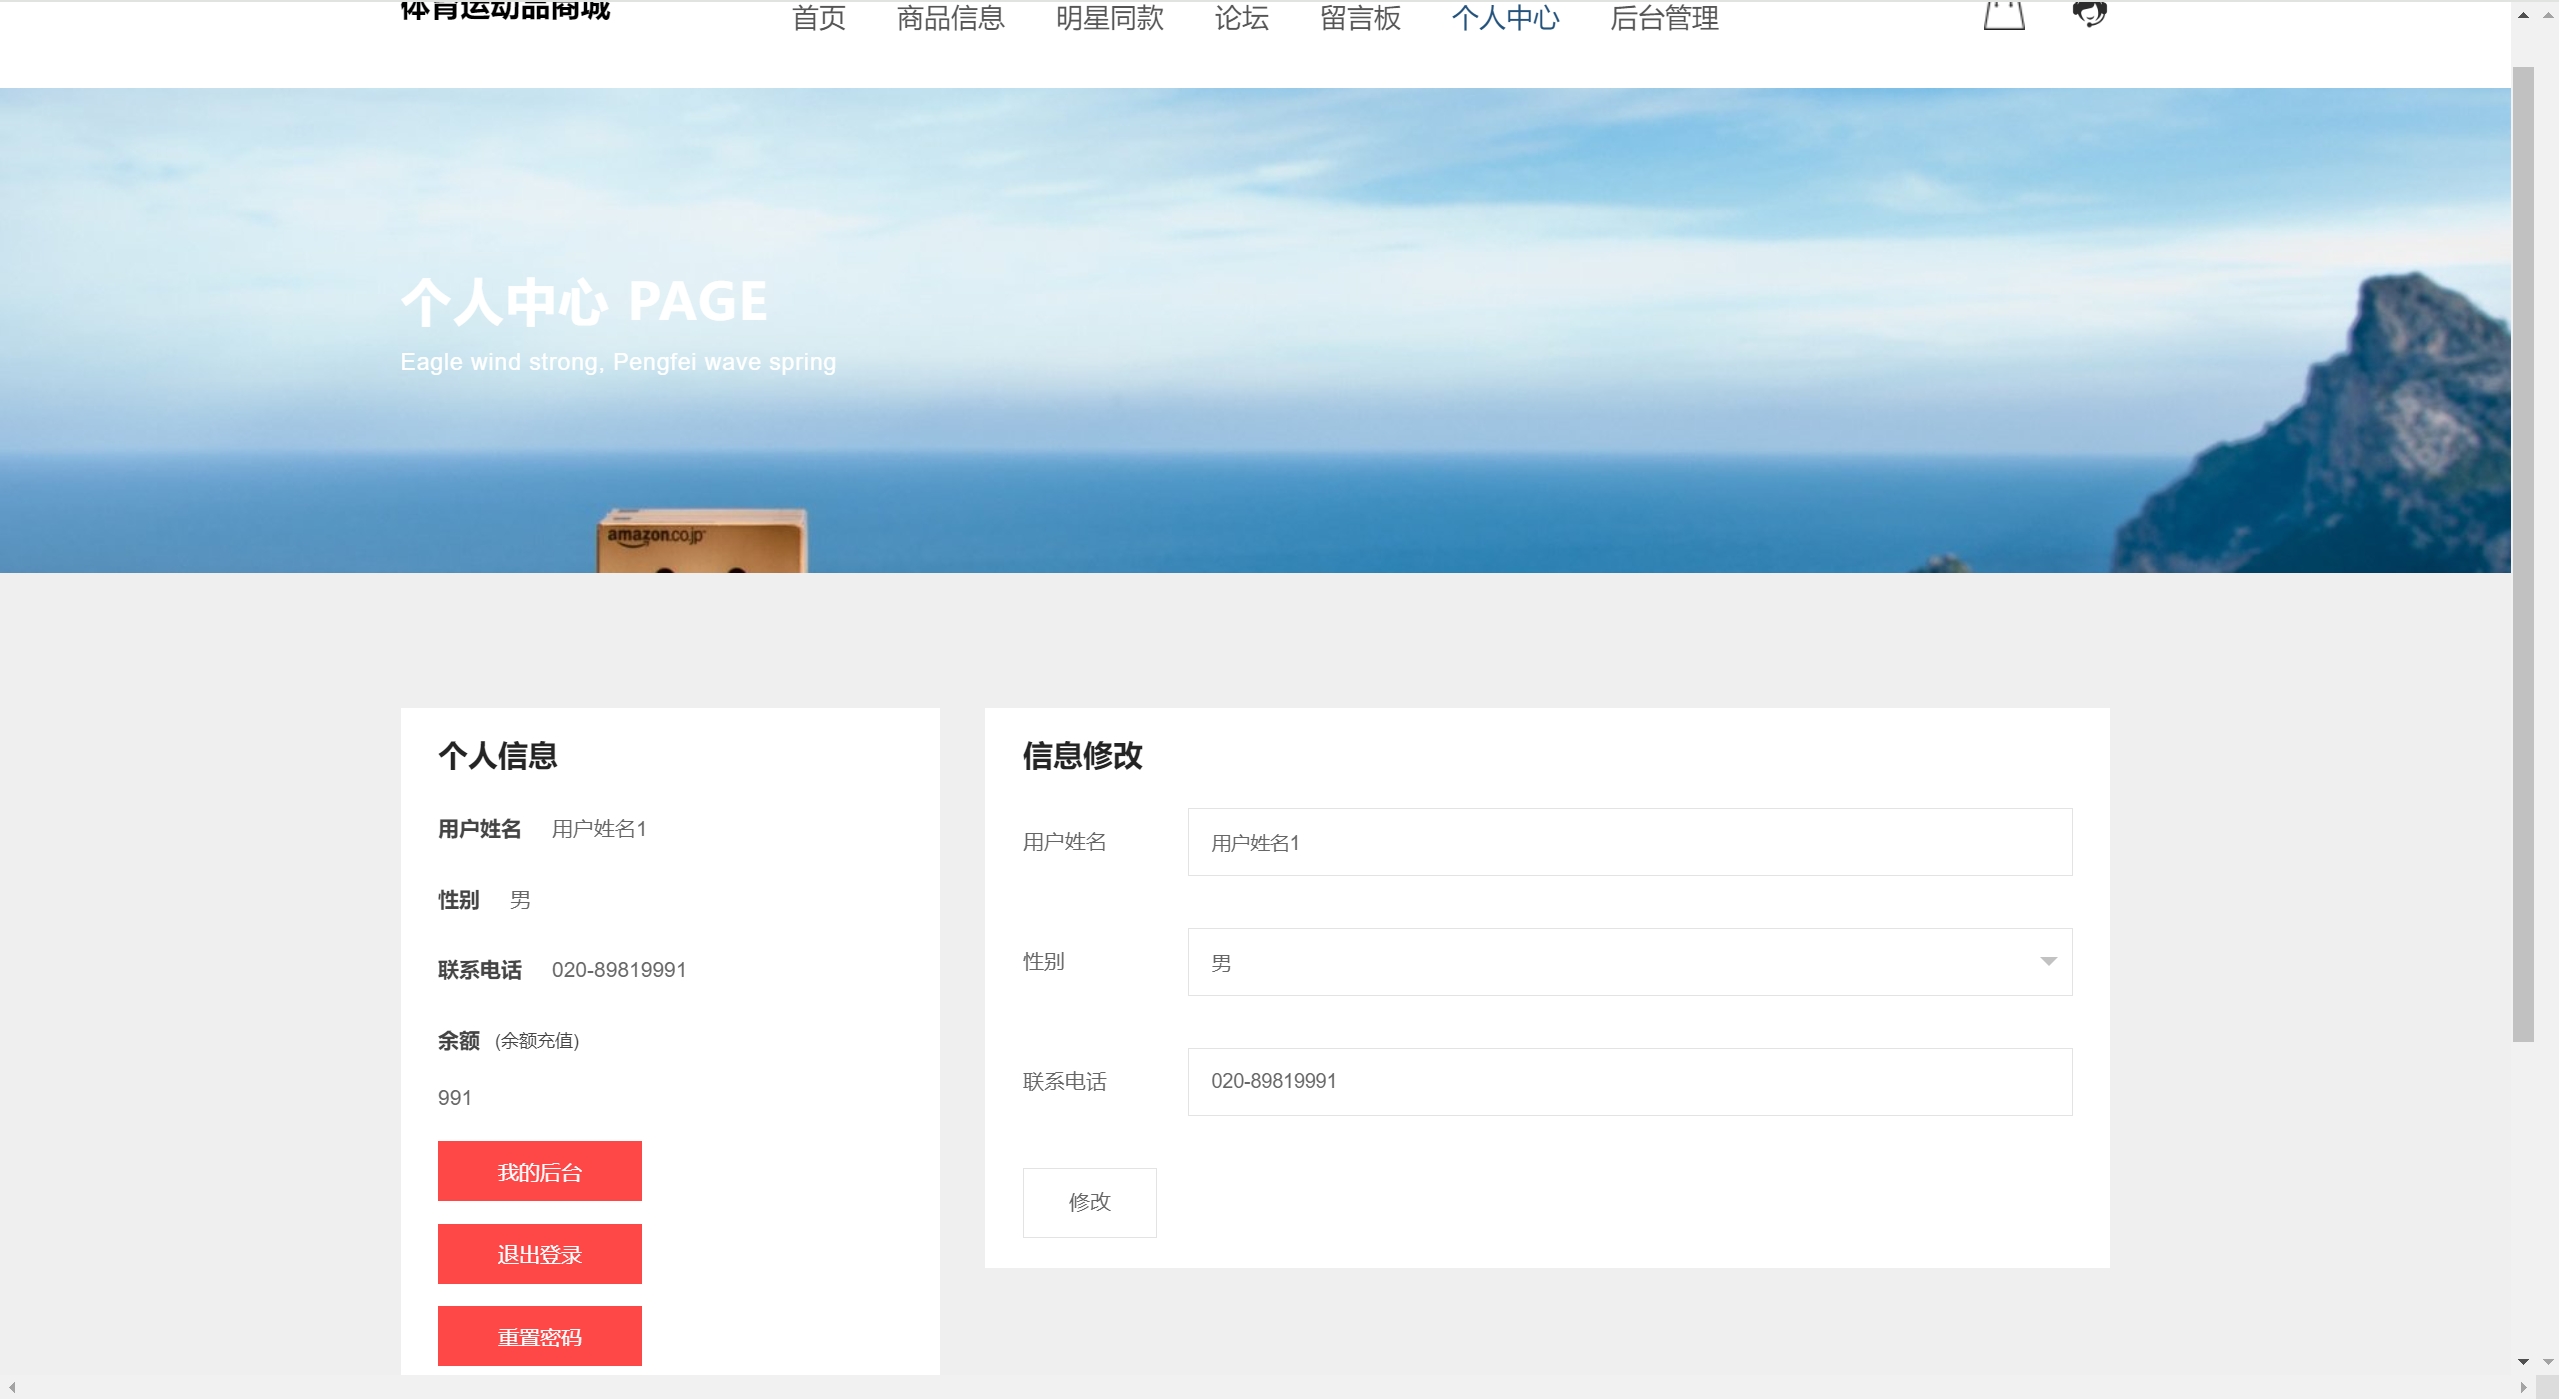 体育运动品商城
首页 商品信息 明星同款 论坛 留言板 个人中心 后台管理
个人中心 PAGE
Eagle wind strong, Pengfei wave spring
amazon.co.jp
个人信息
用户姓名 用户姓名1
性别 男
联系电话 020-89819991
余额 (余额充值)
991
我的后台
退出登录
重置密码
信息修改
用户姓名 用户姓名1
性别 男
联系电话 020-89819991
修改